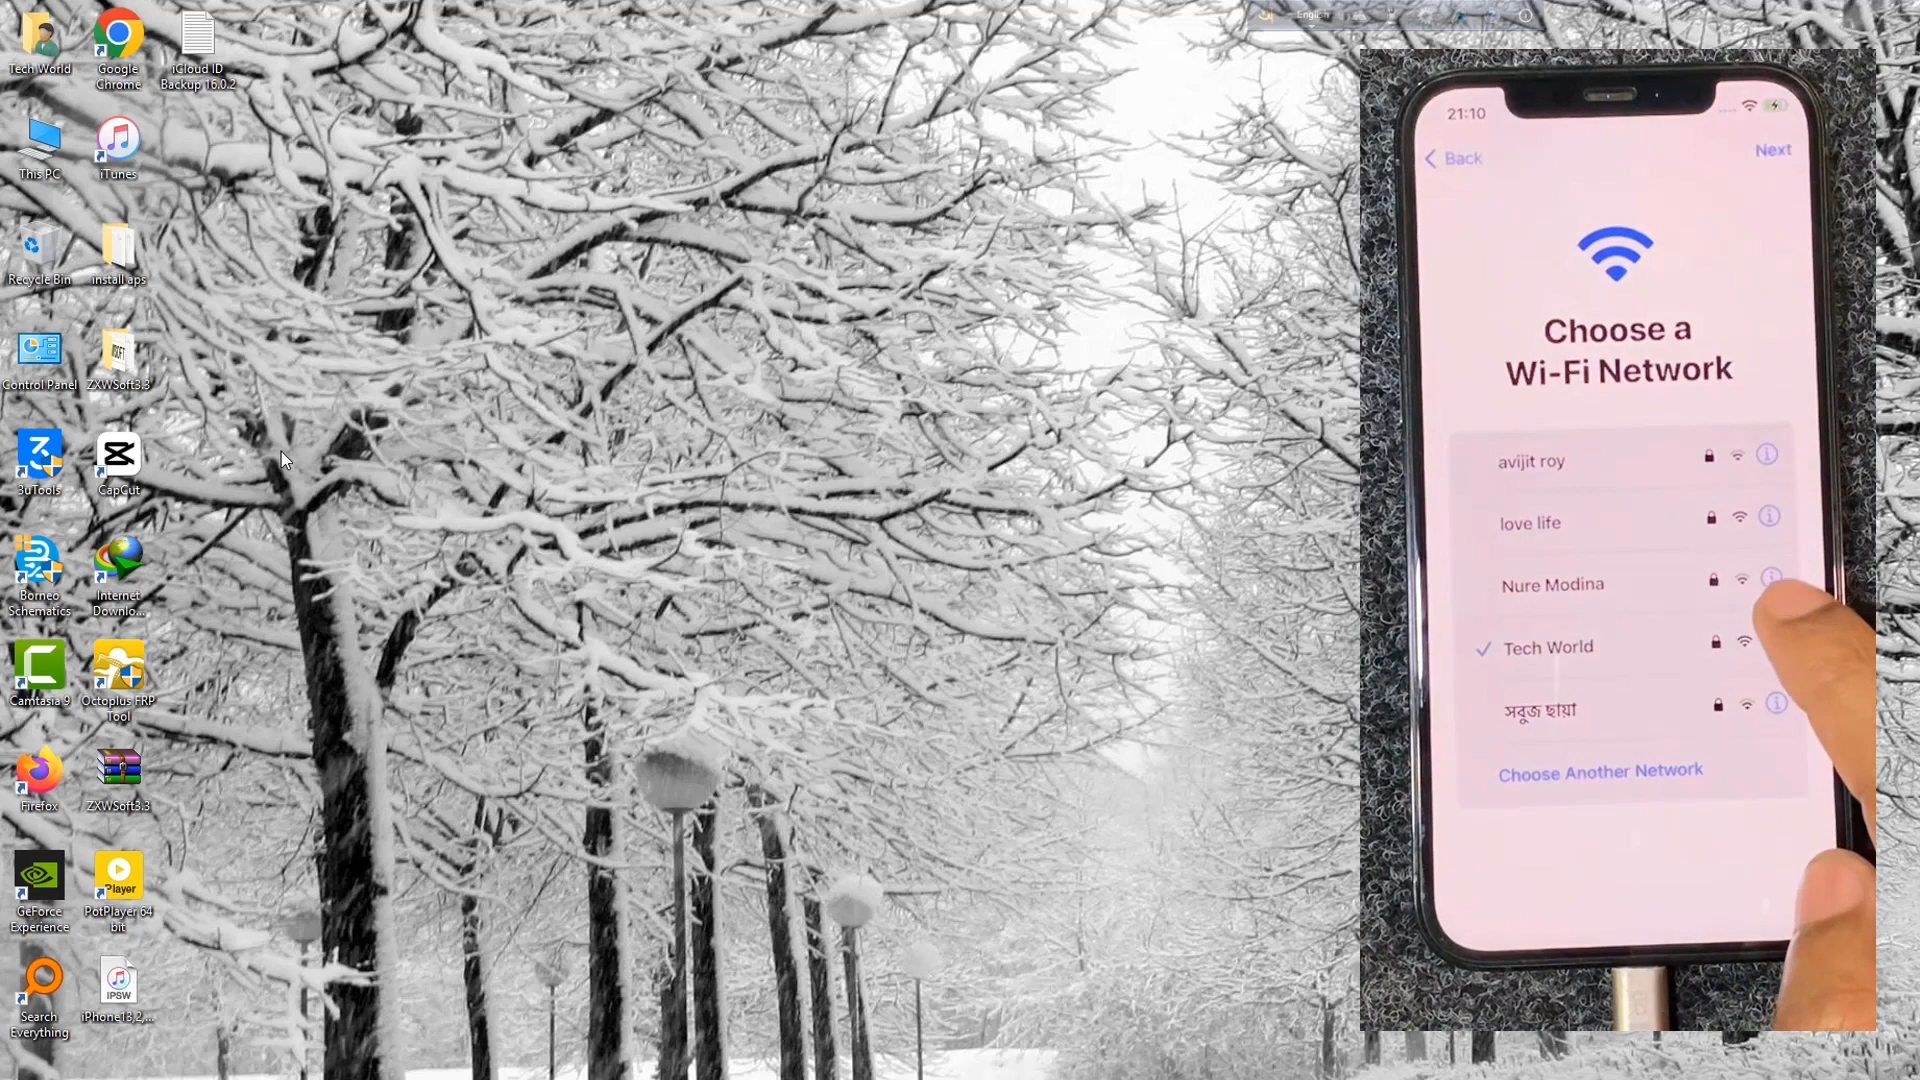 Tech World
Google
Chrome
iCloud ID
Backup 16.0.2
This PC
iTunes
Recycle Bin
install aps
Control Panel
ZXWSoft3.3
3uTools
CapCut
Borneo
Schematics
Internet
Downlo...
Camtasia 9
Octoplus FRP
Tool
Firefox
ZXWSoft3.3
GeForce
Experience
Player
PotPlayer 64
bit
Search
Everything
IPSW
iPhone13,2,...
English
21:10
Back
Next
Choose a
Wi-Fi Network
avijit roy
love life
Nure Modina
Tech World
সবুজ ছায়া
Choose Another Network